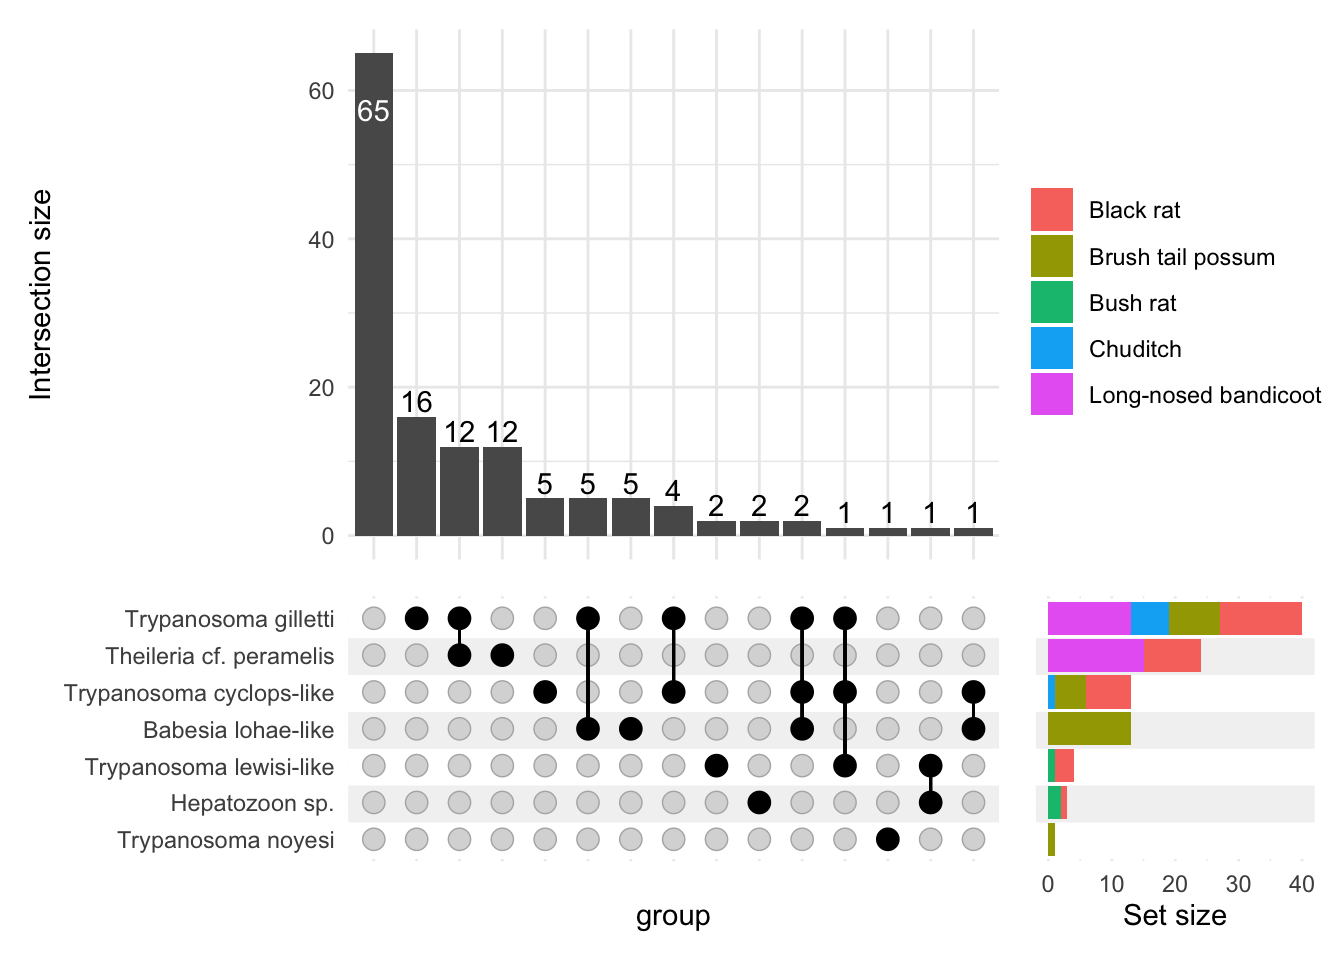 Intersection size
60
40
20
0
65
16
12
12
5
5
5
4
2
2
2
1
1
1
1
Black rat
Brush tail possum
Bush rat
Chuditch
Long-nosed bandicoot
Trypanosoma gilletti
Theileria cf. peramelis
Trypanosoma cyclops-like
Babesia lohae-like
Trypanosoma lewisi-like
Hepatozoon sp.
Trypanosoma noyesi
group
0 10 20 30 40
Set size